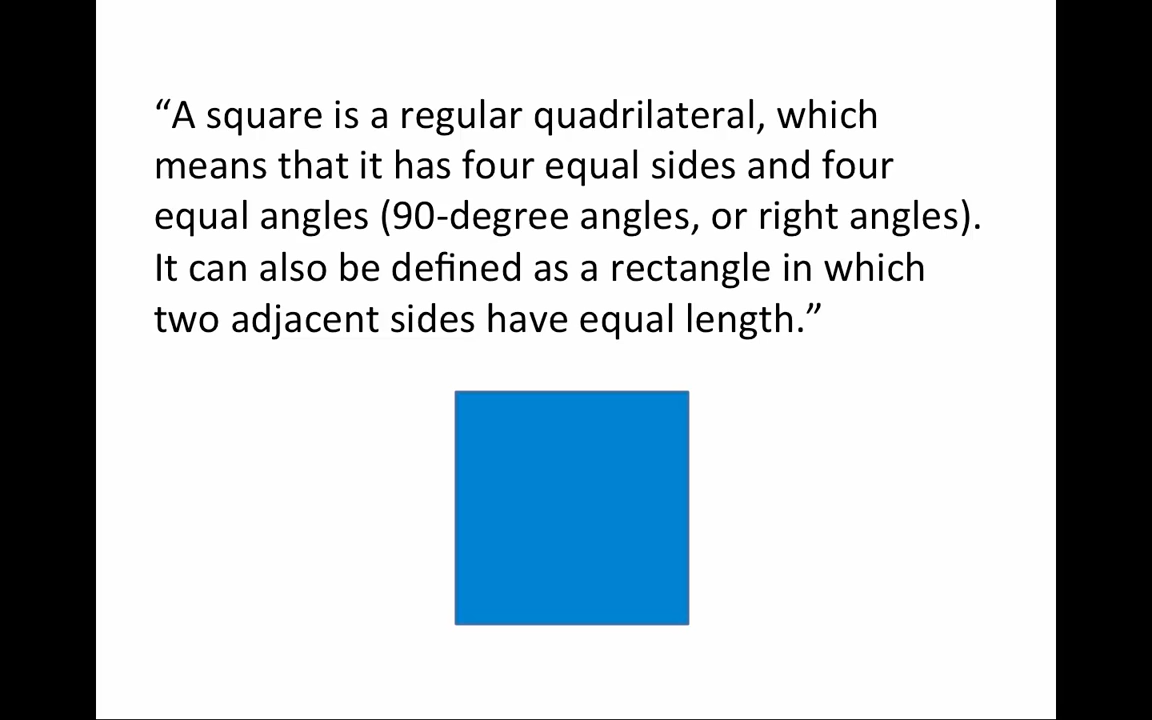 “A square is a regular quadrilateral, which
means that it has four equal sides and four
equal angles (90-degree angles, or right angles).
It can also be defined as a rectangle in which
two adjacent sides have equal length.”